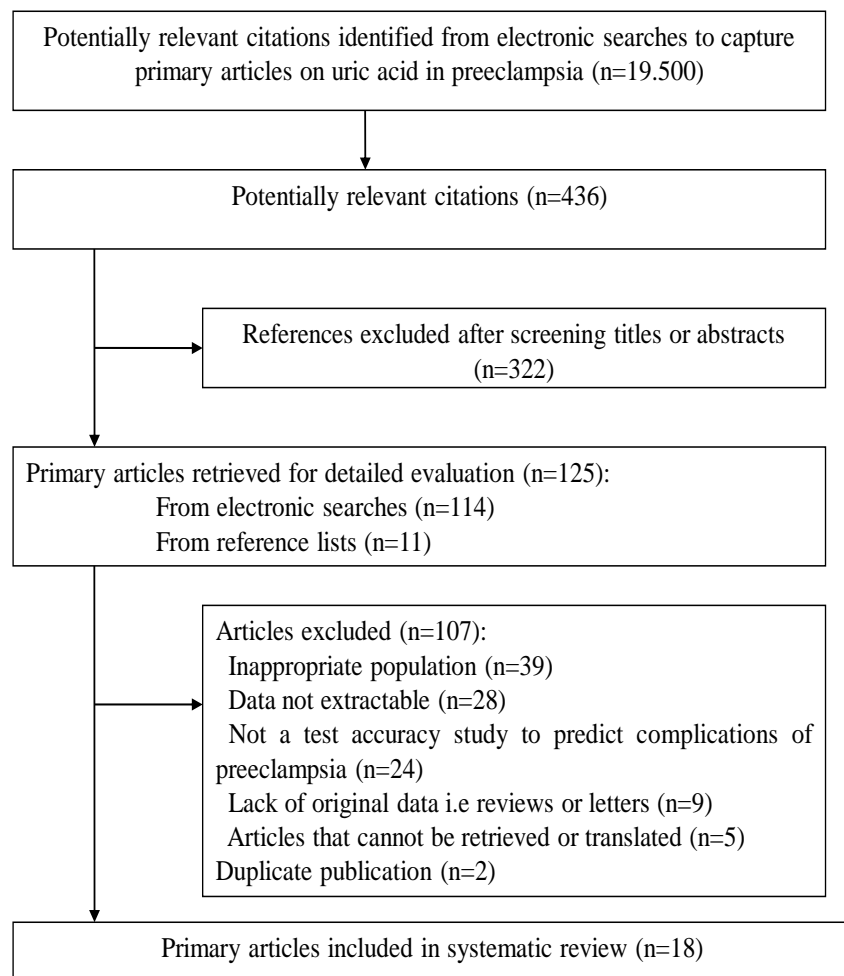 Potentially relevant citations identified from electronic searches to capture
primary articles on uric acid in preeclampsia (n=19.500)
Potentially relevant citations (n=436)
References excluded after screening titles or abstracts
(n=322)
Primary articles retrieved for detailed evaluation (n=125):
From electronic searches (n=114)
From reference lists (n=11)
Articles excluded (n=107):
Inappropriate population (n=39)
Data not extractable (n=28)
Not a test accuracy study to predict complications of
preeclampsia (n=24)
Lack of original data i.e reviews or letters (n=9)
Articles that cannot be retrieved or translated (n=5)
Duplicate publication (n=2)
Primary articles included in systematic review (n=18)